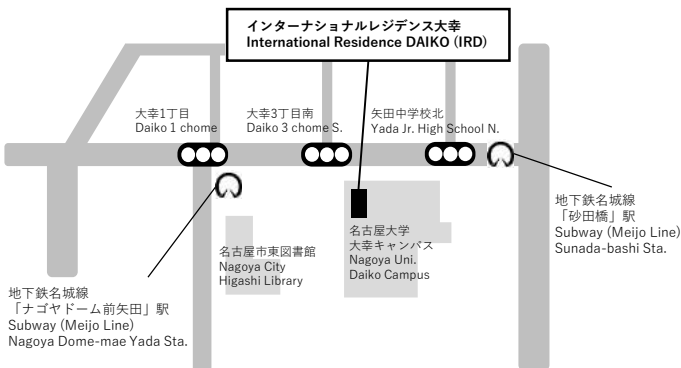 インターナショナルレジデンス大幸
International Residence DAIKO (IRD)
大幸1丁目
Daiko 1 chome
大幸3丁目南
Daiko 3 chome S.
矢田中学校北
Yada Jr. High School N.
地下鉄名城線
「砂田橋」駅
Subway (Meijo Line)
Sunada-bashi Sta.
名古屋市東図書館
Nagoya City
Higashi Library
名古屋大学
大幸キャンパス
Nagoya Uni.
Daiko Campus
地下鉄名城線
「ナゴヤドーム前矢田」駅
Subway (Meijo Line)
Nagoya Dome-mae Yada Sta.